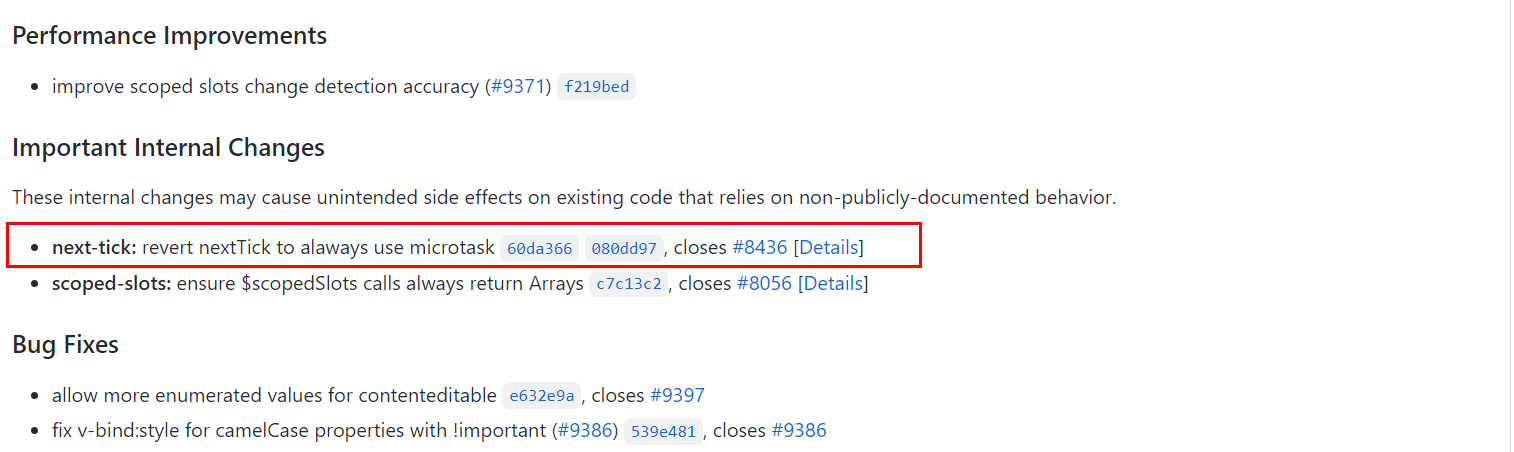 Performance Improvements
improve scoped slots change detection accuracy (#9371) f219bed
Important Internal Changes
These internal changes may cause unintended side effects on existing code that relies on non-publicly-documented behavior.
next-tick: revert nextTick to alaways use microtask 60da366 080dd97, closes #8436 [Details]
scoped-slots: ensure $scopedSlots calls always return Arrays c7c13c2, closes #8056 [Details]
Bug Fixes
allow more enumerated values for contenteditable e632e9a, closes #9397
fix v-bind:style for camelCase properties with !important (#9386) 539e481, closes #9386